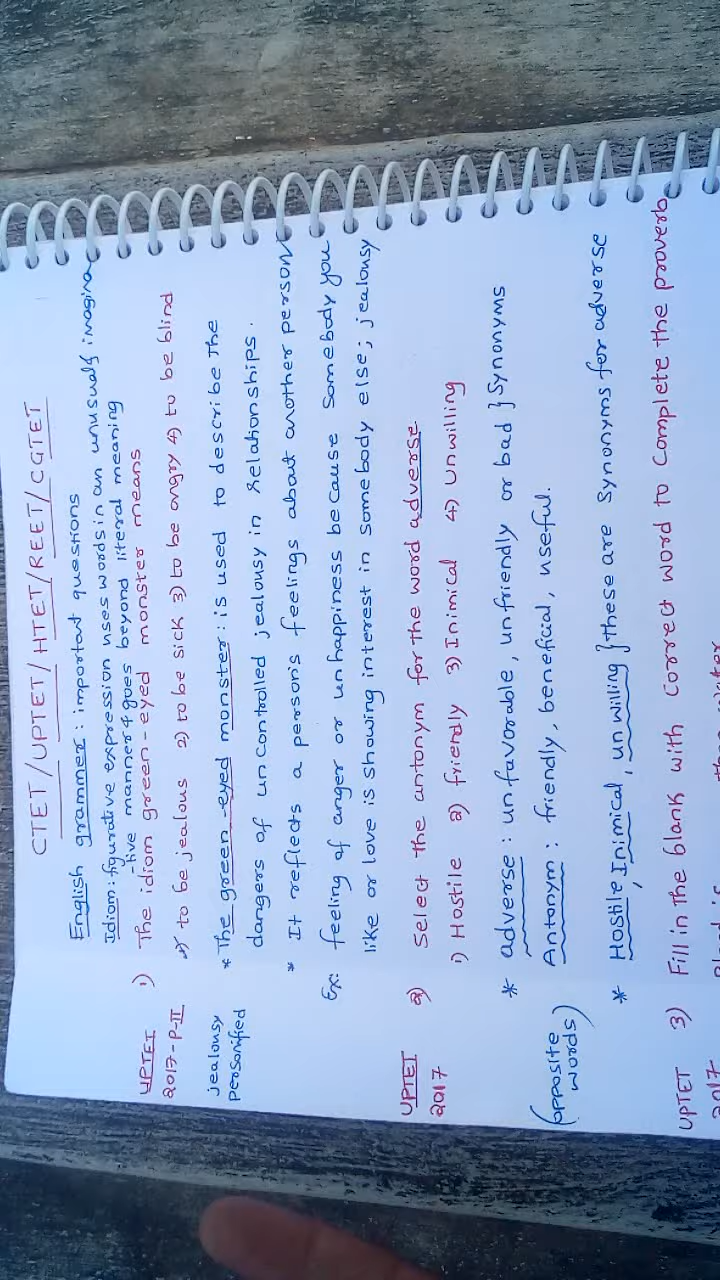 CTET/UPTET/HTET/REET/CGTET
English grammer : important questions
Idiom: figurative expression uses words in an unusual & imagina
-tive manner & goes beyond literal meaning
UPTET 1) The idiom green-eyed monster means
2017-P-II 1) to be jealous 2) to be sick 3) to be angry 4) to be blind
jealousy * The green-eyed monster: is used to describe the
personified dangers of uncontrolled jealousy in relationships.
* It reflects a persons feelings about another person
Ex: feeling of anger or unhappiness because somebody you
like or love is showing interest in somebody else; jealousy
UPTET 2) Select the antonym for the word adverse
2017 1) Hostile 2) friendly 3) Inimical 4) Unwilling
* adverse : unfavorable, unfriendly or bad } Synonyms
(opposite words) Antonym : friendly, beneficial, useful.
* Hostile, Inimical, unwilling } these are Synonyms for adverse
UPTET 3) Fill in the blank with correct word to Complete the proverb
2017